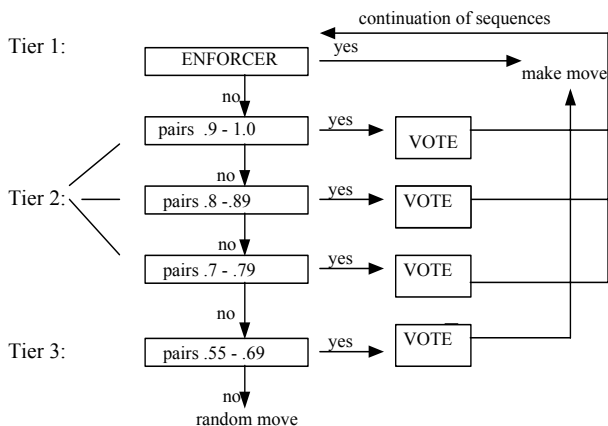 continuation of sequences
Tier 1:
ENFORCER
yes
make move
no
pairs .9 - 1.0
yes
VOTE
no
Tier 2:
pairs .8 -.89
yes
VOTE
no
pairs .7 - .79
yes
VOTE
no
Tier 3:
pairs .55 - .69
yes
VOTE
no
random move